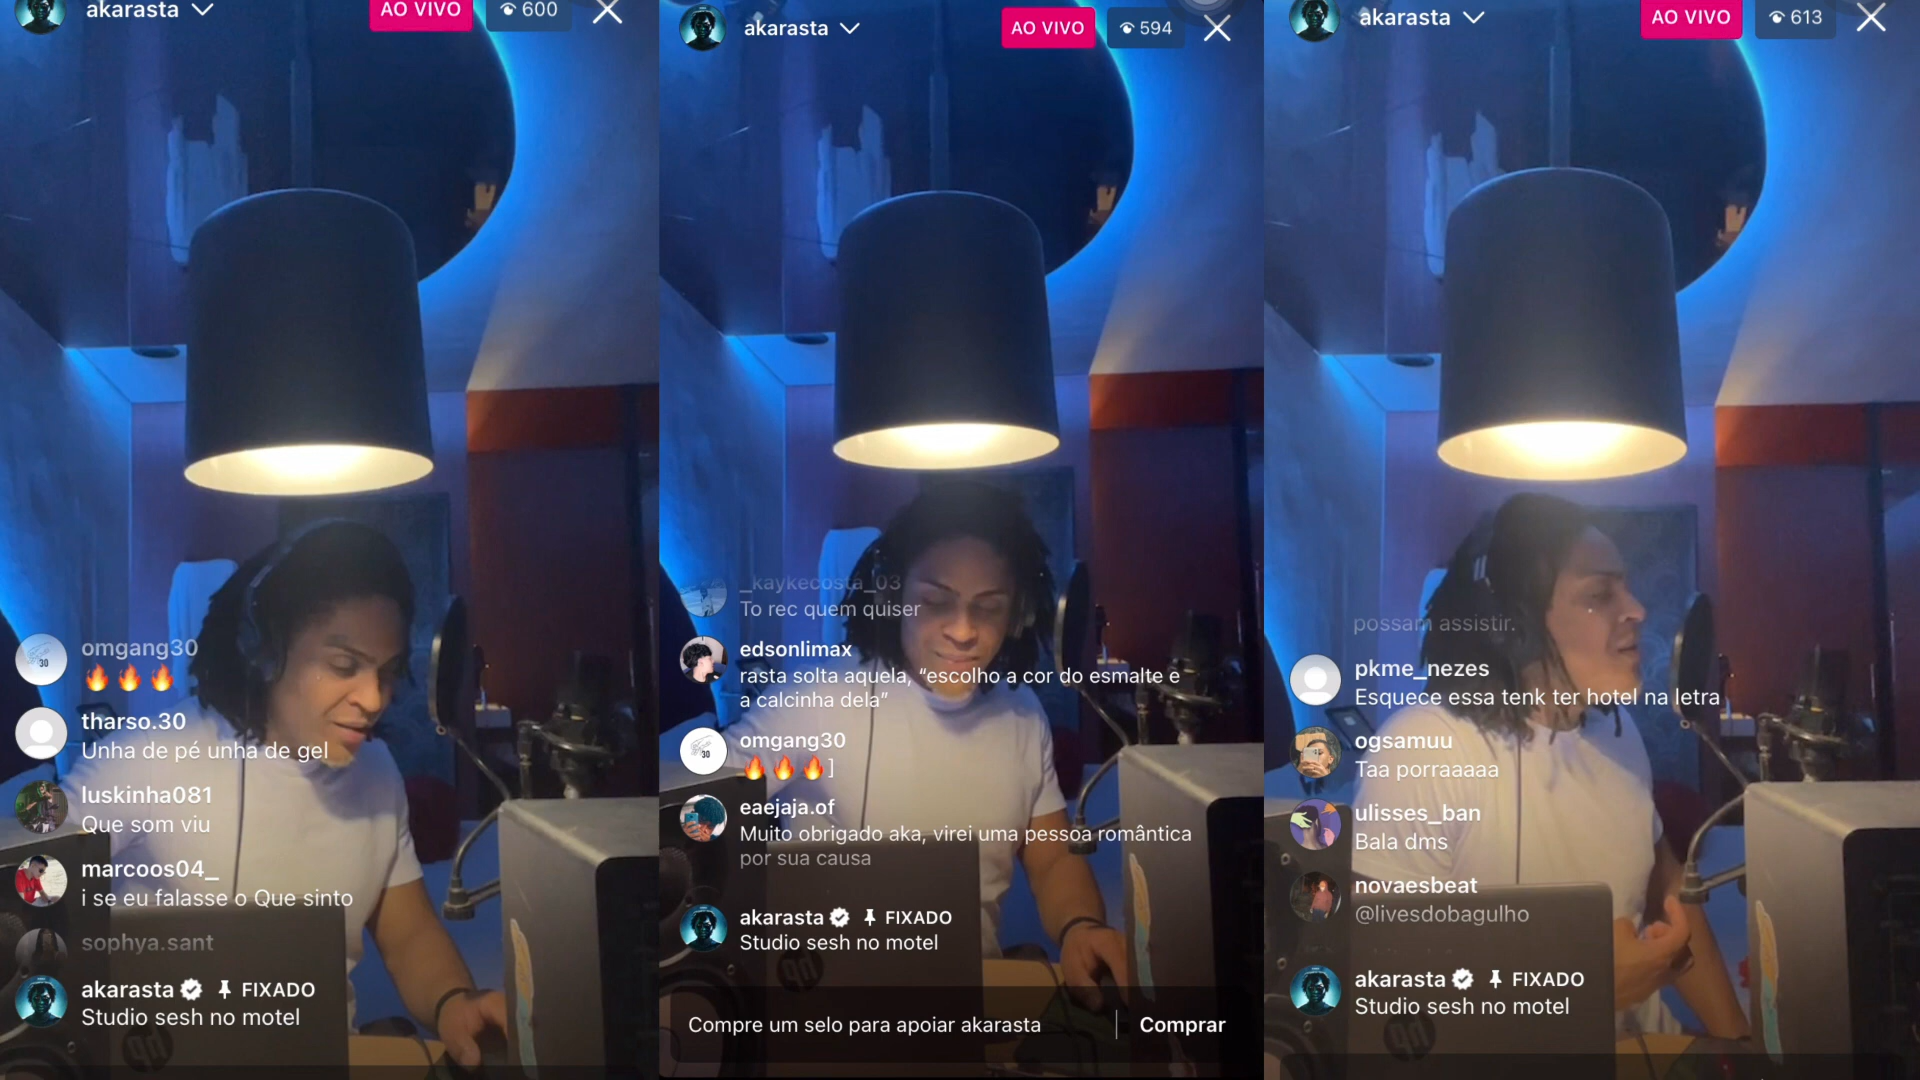 akarasta
AO VIVO
600
omgang30
🔥🔥🔥
tharso.30
Unha de pé unha de gel
luskinha081
Que som viu
marcoos04_
i se eu falasse o Que sinto
sophya.sant
akarasta FIXADO
Studio sesh no motel
akarasta
AO VIVO
594
_kaykecosta_03
To rec quem quiser
edsonlimax
rasta solta aquela, “escolho a cor do esmalte e
a calcinha dela”
omgang30
🔥🔥🔥]
eaejaja.of
Muito obrigado aka, virei uma pessoa romântica
por sua causa
akarasta FIXADO
Studio sesh no motel
Compre um selo para apoiar akarasta
Comprar
akarasta
AO VIVO
613
possam assistir.
pkme_nezes
Esquece essa tenk ter hotel na letra
ogsamuu
Taa porraaaaa
ulisses_ban
Bala dms
novaesbeat
@livesdobagulho
akarasta FIXADO
Studio sesh no motel